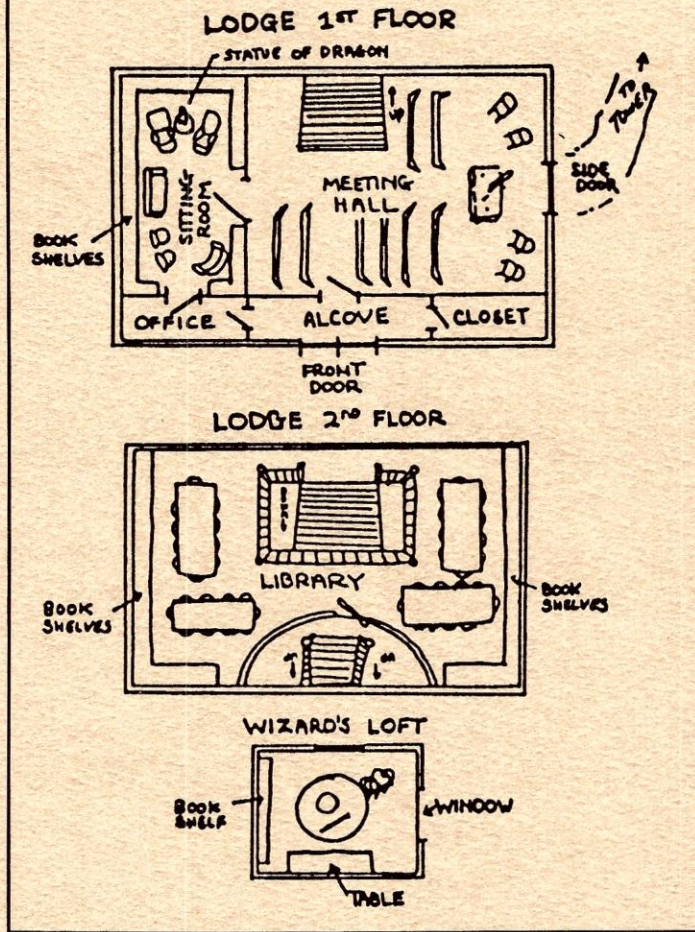 LODGE 1ST FLOOR
STATUE OF DRAGON
UP
TO
TOWER
SIDE
DOOR
MEETING
HALL
SITTING
ROOM
BOOK
SHELVES
OFFICE
ALCOVE
CLOSET
FRONT
DOOR
LODGE 2ND FLOOR
LIBRARY
BOOK
SHELVES
BOOK
SHELVES
WIZARD'S LOFT
BOOK
SHELF
WINDOW
TABLE